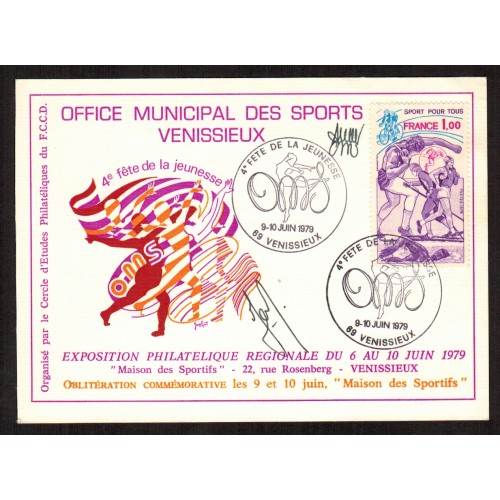 OFFICE MUNICIPAL DES SPORTS
VENISSIEUX
4e fête de la jeunesse
oms
SPORT POUR TOUS
FRANCE 1,00
4e FÊTE DE LA JEUNESSE
9-10 JUIN 1979
69 VENISSIEUX
4e FÊTE DE LA JEUNESSE
9-10 JUIN 1979
69 VENISSIEUX
EXPOSITION PHILATELIQUE REGIONALE DU 6 AU 10 JUIN 1979
"Maison des Sportifs" - 22, rue Rosenberg - VENISSIEUX
OBLITÉRATION COMMÉMORATIVE les 9 et 10 juin, "Maison des Sportifs"
Organisé par le Cercle d'Etudes Philatéliques du F.C.C.D.